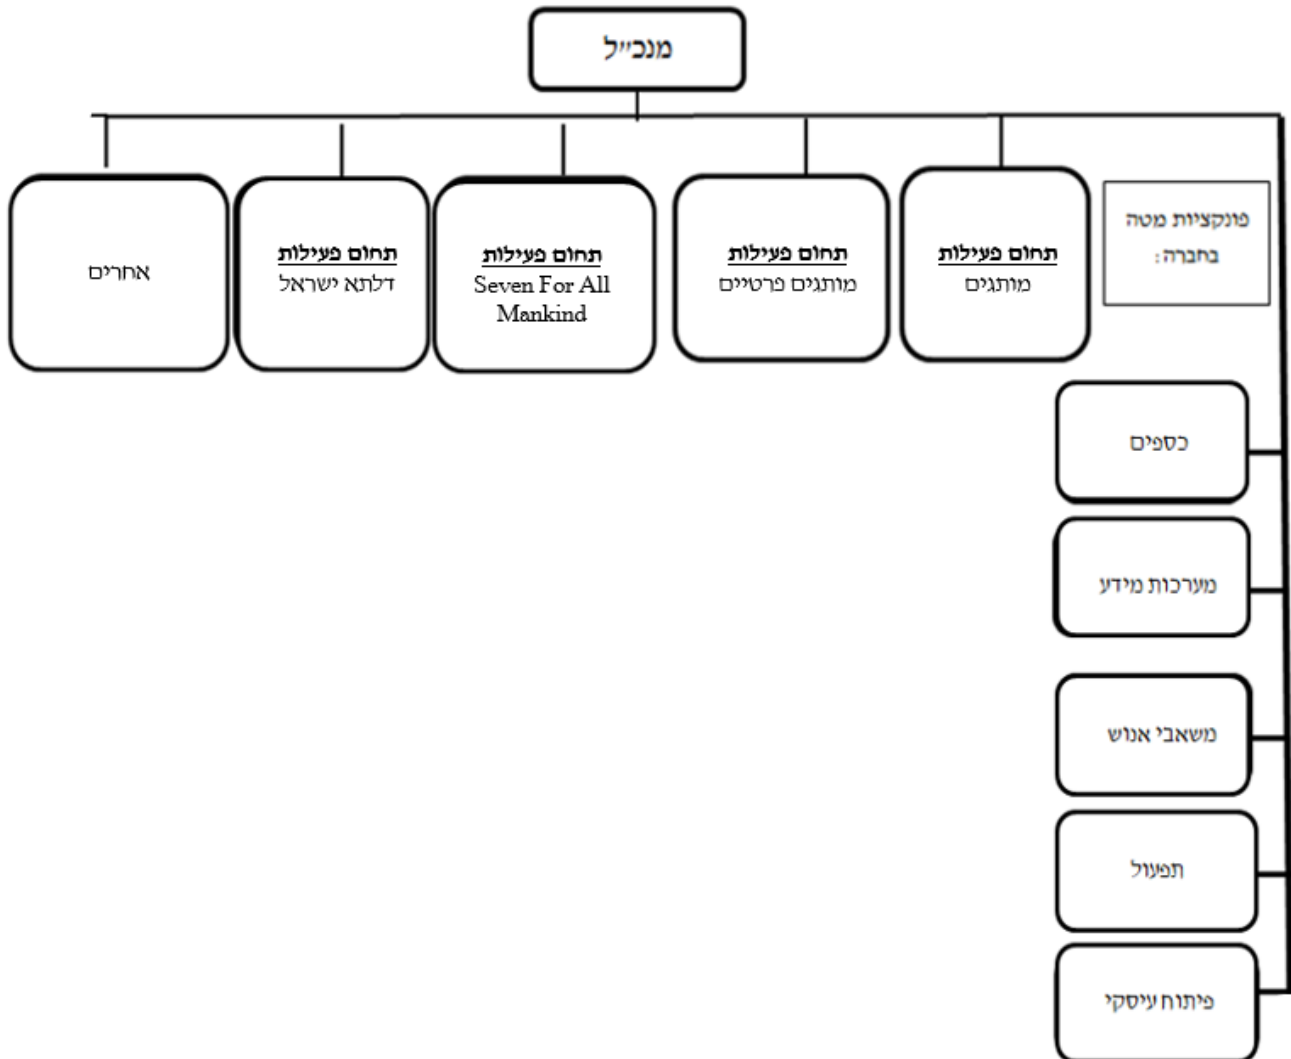 מנכ״ל
פונקציות מטה
בחברה:
תחום פעילות
מותגים
תחום פעילות
מותגים פרטיים
תחום פעילות
Seven For All
Mankind
תחום פעילות
דלתא ישראל
אחרים
כספים
מערכות מידע
משאבי אנוש
תפעול
פיתוח עיסקי